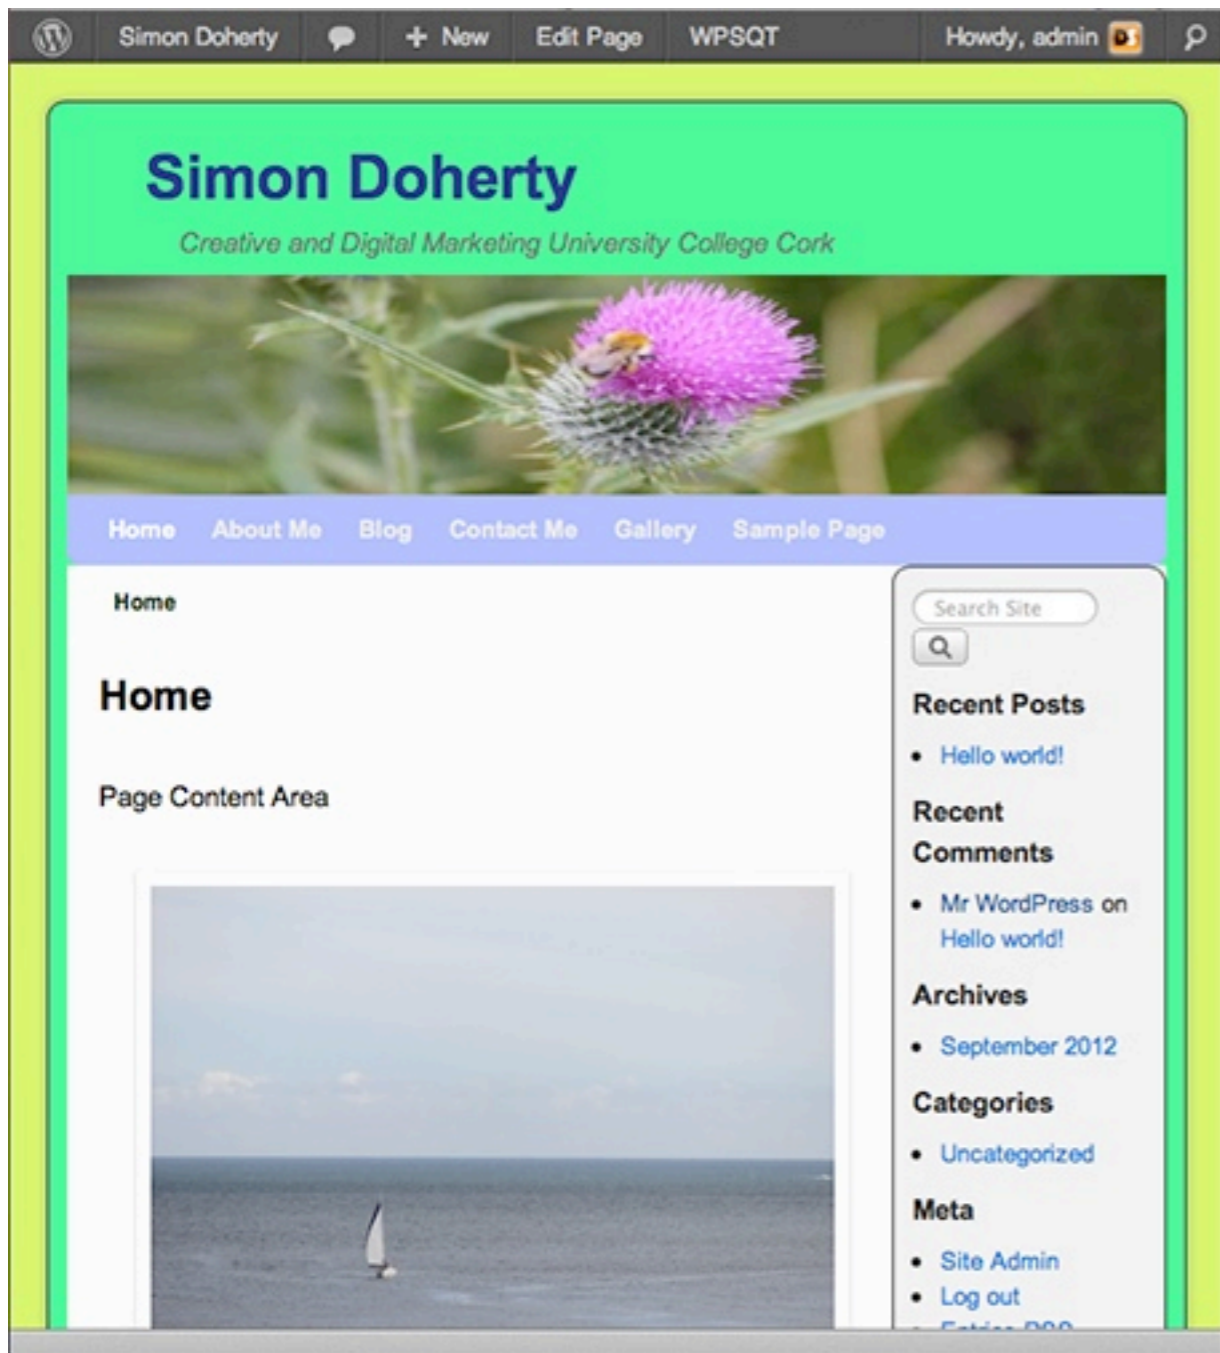 Simon Doherty
+ New
Edit Page
WPSQT
Howdy, admin
DS
Simon Doherty
Creative and Digital Marketing University College Cork
Home
About Me
Blog
Contact Me
Gallery
Sample Page
Home
Home
Page Content Area
Search Site
Recent Posts
• Hello world!
Recent
Comments
• Mr WordPress on
Hello world!
Archives
• September 2012
Categories
• Uncategorized
Meta
• Site Admin
• Log out